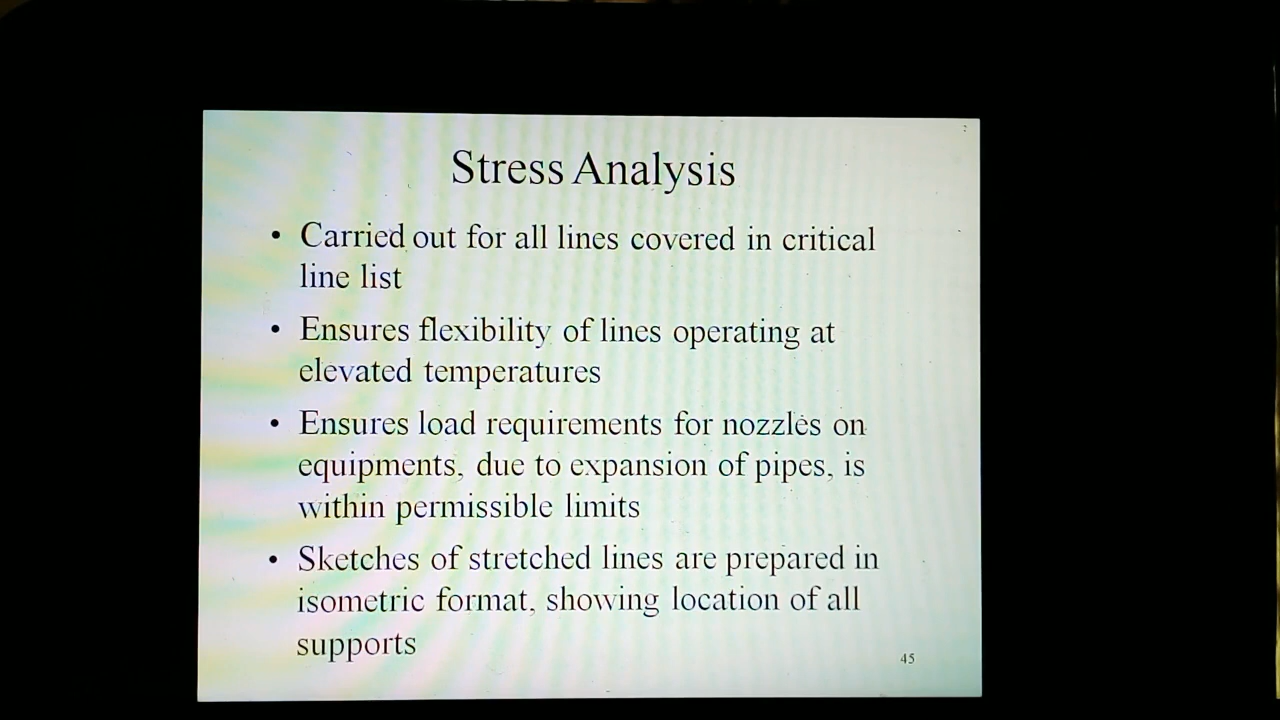 Stress Analysis
• Carried out for all lines covered in critical
line list
• Ensures flexibility of lines operating at
elevated temperatures
• Ensures load requirements for nozzles on
equipments, due to expansion of pipes, is
within permissible limits
• Sketches of stretched lines are prepared in
isometric format, showing location of all
supports
45